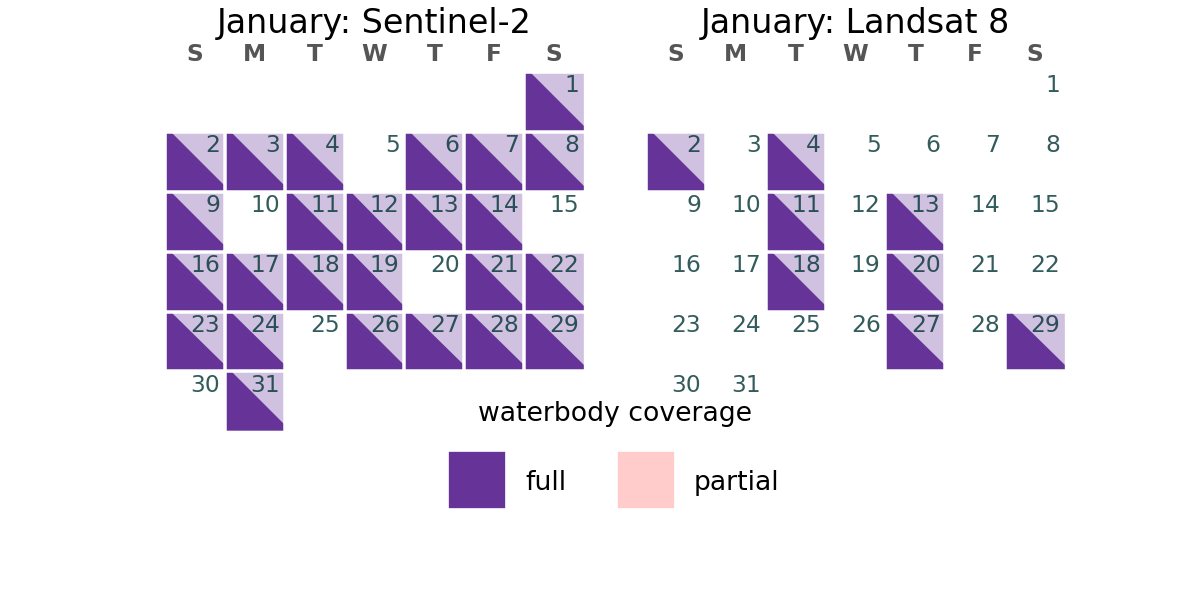 January: Sentinel-2
S M T W T F S
1
2 3 4 5 6 7 8
9 10 11 12 13 14 15
16 17 18 19 20 21 22
23 24 25 26 27 28 29
30 31
January: Landsat 8
S M T W T F S
1
2 3 4 5 6 7 8
9 10 11 12 13 14 15
16 17 18 19 20 21 22
23 24 25 26 27 28 29
30 31
waterbody coverage
full partial